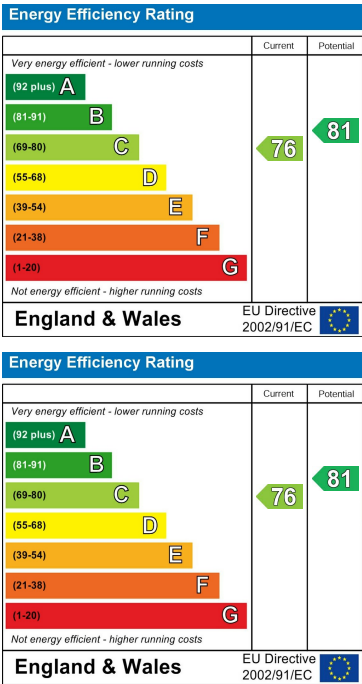 Energy Efficiency Rating
Current Potential
Very energy efficient - lower running costs
(92 plus) A
(81-91) B
81
(69-80) C
76
(55-68) D
(39-54) E
(21-38) F
(1-20) G
Not energy efficient - higher running costs
England & Wales
EU Directive
2002/91/EC
Energy Efficiency Rating
Current Potential
Very energy efficient - lower running costs
(92 plus) A
(81-91) B
81
(69-80) C
76
(55-68) D
(39-54) E
(21-38) F
(1-20) G
Not energy efficient - higher running costs
England & Wales
EU Directive
2002/91/EC